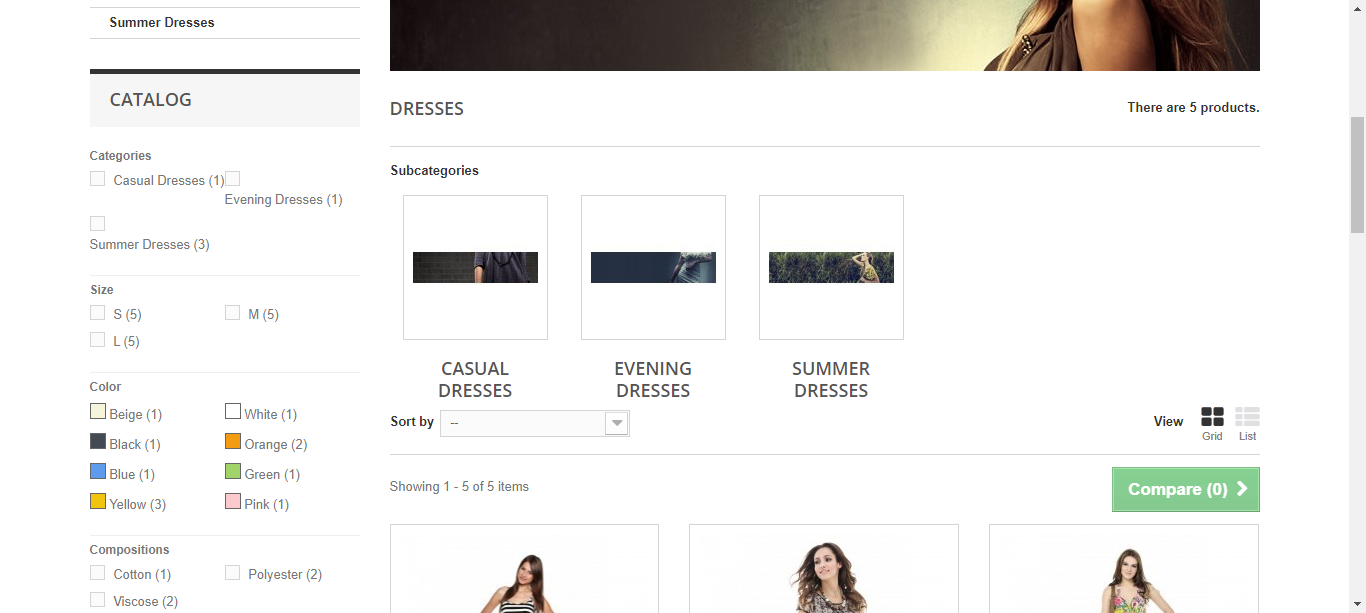 Summer Dresses
CATALOG
Categories
Casual Dresses (1)
Evening Dresses (1)
Summer Dresses (3)
Size
S (5)
M (5)
L (5)
Color
Beige (1)
White (1)
Black (1)
Orange (2)
Blue (1)
Green (1)
Yellow (3)
Pink (1)
Compositions
Cotton (1)
Polyester (2)
Viscose (2)
DRESSES
There are 5 products.
Subcategories
CASUAL
DRESSES
EVENING
DRESSES
SUMMER
DRESSES
Sort by
--
View
Grid
List
Showing 1 - 5 of 5 items
Compare (0)